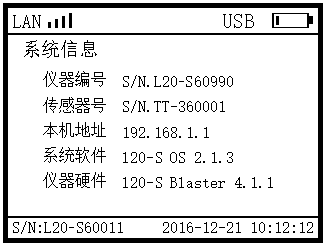 LAN USB
系统信息
仪器编号 S/N.L20-S60990
传感器号 S/N.TT-360001
本机地址 192.168.1.1
系统软件 120-S OS 2.1.3
仪器硬件 120-S Blaster 4.1.1
S/N:L20-S60011 2016-12-21 10:12:12